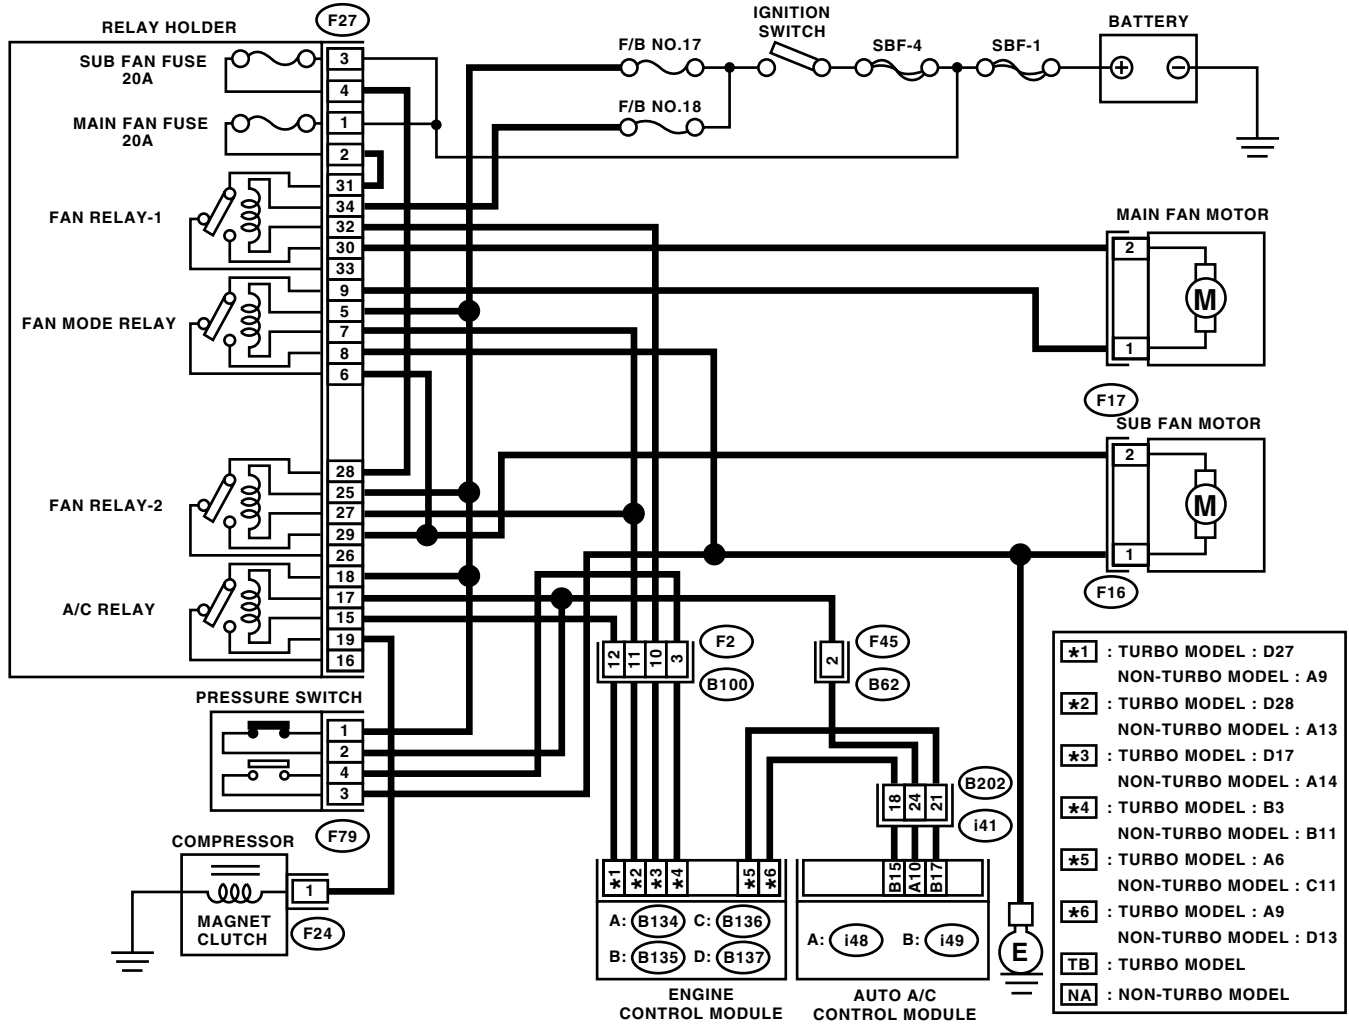 RELAY HOLDER
F27
SUB FAN FUSE
20A
MAIN FAN FUSE
20A
FAN RELAY-1
FAN MODE RELAY
FAN RELAY-2
A/C RELAY
3
4
1
2
31
34
32
30
33
9
5
7
8
6
28
25
27
29
26
18
17
15
19
16
F/B NO.17
F/B NO.18
IGNITION
SWITCH
SBF-4
SBF-1
BATTERY
+
−
MAIN FAN MOTOR
2
1
M
F17
SUB FAN MOTOR
2
1
M
F16
PRESSURE SWITCH
1
2
4
3
F79
COMPRESSOR
1
MAGNET
CLUTCH
F24
12
11
10
3
F2
B100
2
F45
B62
18
24
21
B202
i41
*1
*2
*3
*4
*5
*6
A: B134 C: B136
B: B135 D: B137
ENGINE
CONTROL MODULE
B15
A10
B17
A: i48 B: i49
AUTO A/C
CONTROL MODULE
E
*1 : TURBO MODEL : D27
NON-TURBO MODEL : A9
*2 : TURBO MODEL : D28
NON-TURBO MODEL : A13
*3 : TURBO MODEL : D17
NON-TURBO MODEL : A14
*4 : TURBO MODEL : B3
NON-TURBO MODEL : B11
*5 : TURBO MODEL : A6
NON-TURBO MODEL : C11
*6 : TURBO MODEL : A9
NON-TURBO MODEL : D13
TB : TURBO MODEL
NA : NON-TURBO MODEL